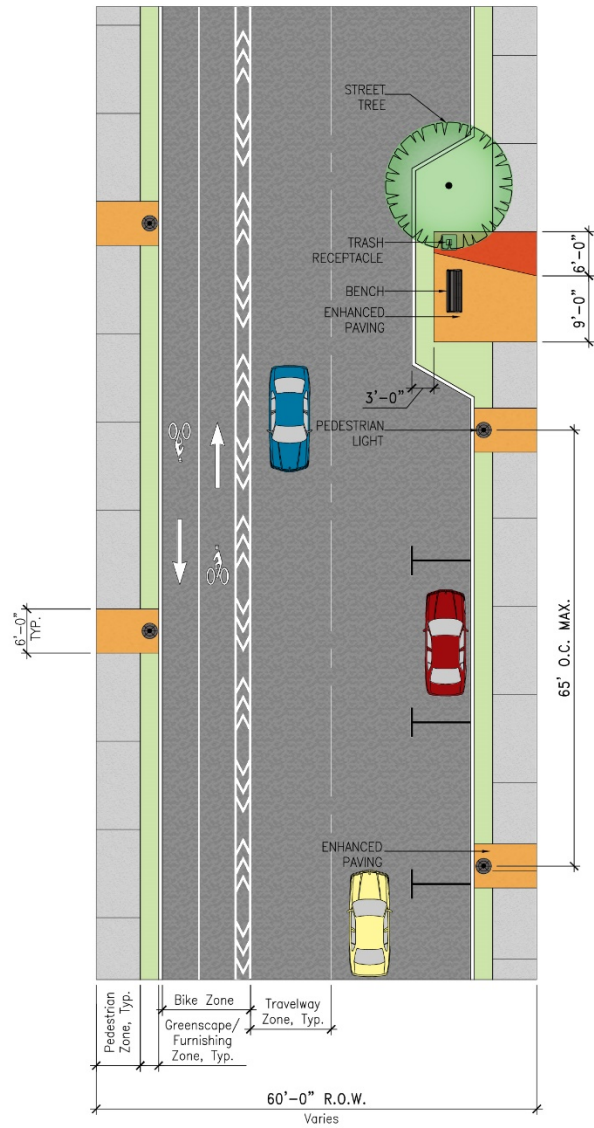 STREET
TREE
TRASH
RECEPTACLE
BENCH
ENHANCED
PAVING
6'-0"
9'-0"
3'-0"
PEDESTRIAN
LIGHT
65' O.C. MAX.
6'-0"
TYP.
ENHANCED
PAVING
Pedestrian
Zone, Typ.
Bike Zone
Greenscape/
Furnishing
Zone, Typ.
Travelway
Zone, Typ.
60'-0" R.O.W.
Varies